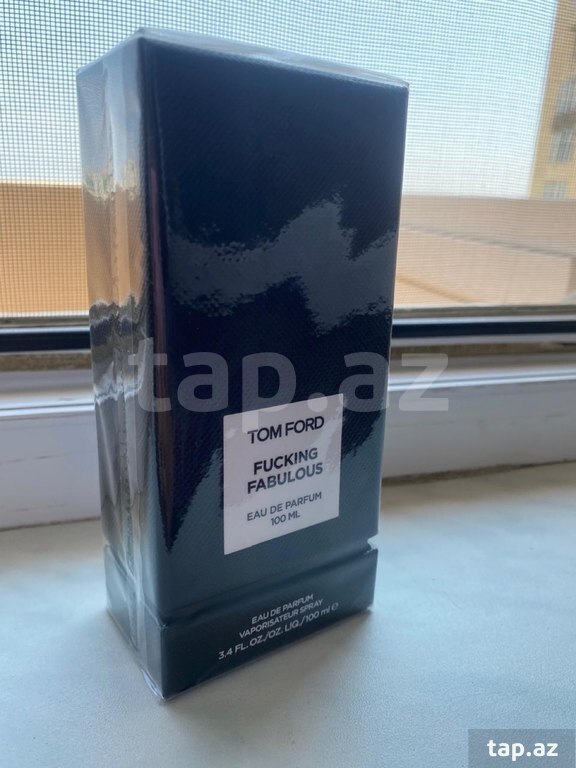 tap.az
TOM FORD
FUCKING
FABULOUS
EAU DE PARFUM
100 ML
EAU DE PARFUM
VAPORISATEUR SPRAY
3.4 FL. OZ./OZ. LIQ./100 ml ℮
tap.az